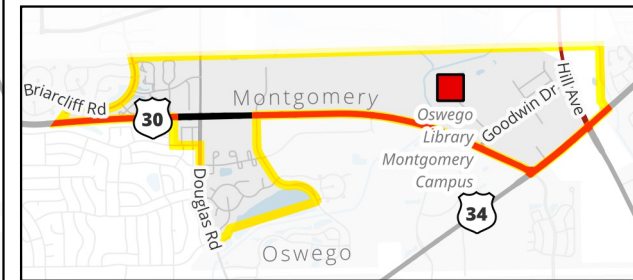 Briarcliff Rd
30
Montgomery
Hill Ave
Goodwin Dr
Oswego
Library
Montgomery
Campus
Douglas Rd
34
Oswego